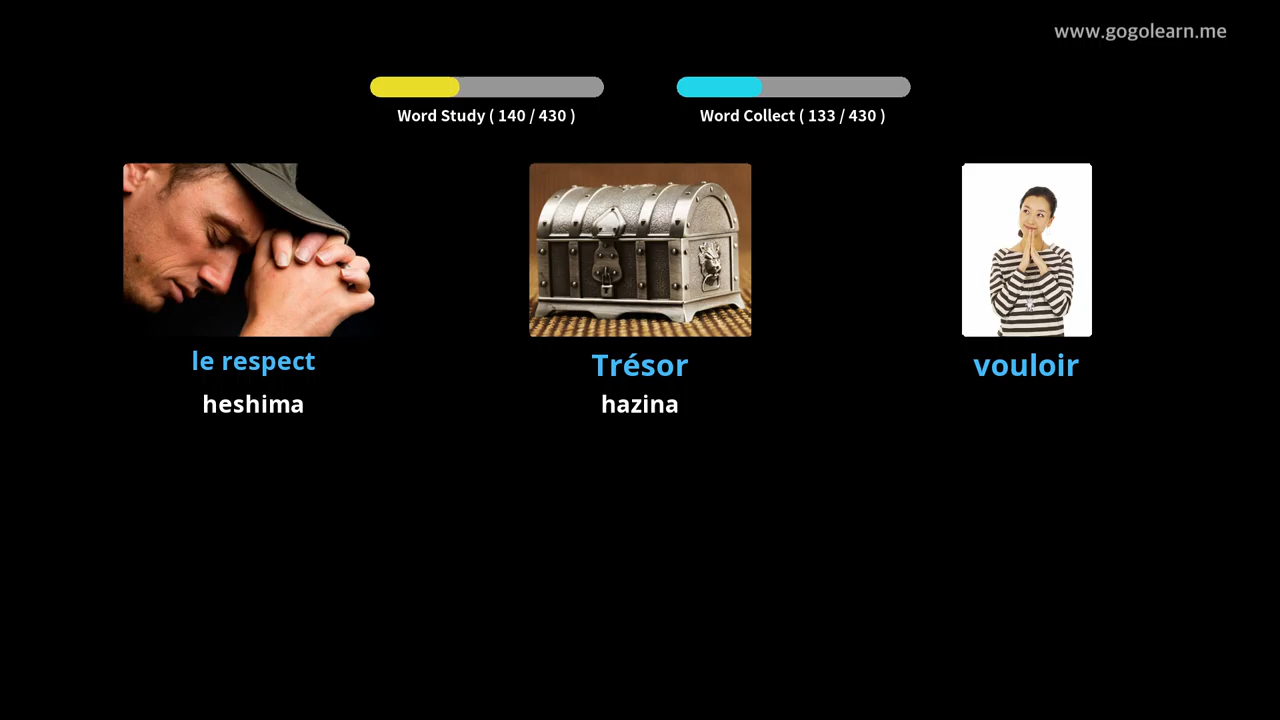 www.gogolearn.me
Word Study ( 140 / 430 )
Word Collect ( 133 / 430 )
le respect
heshima
Trésor
hazina
vouloir